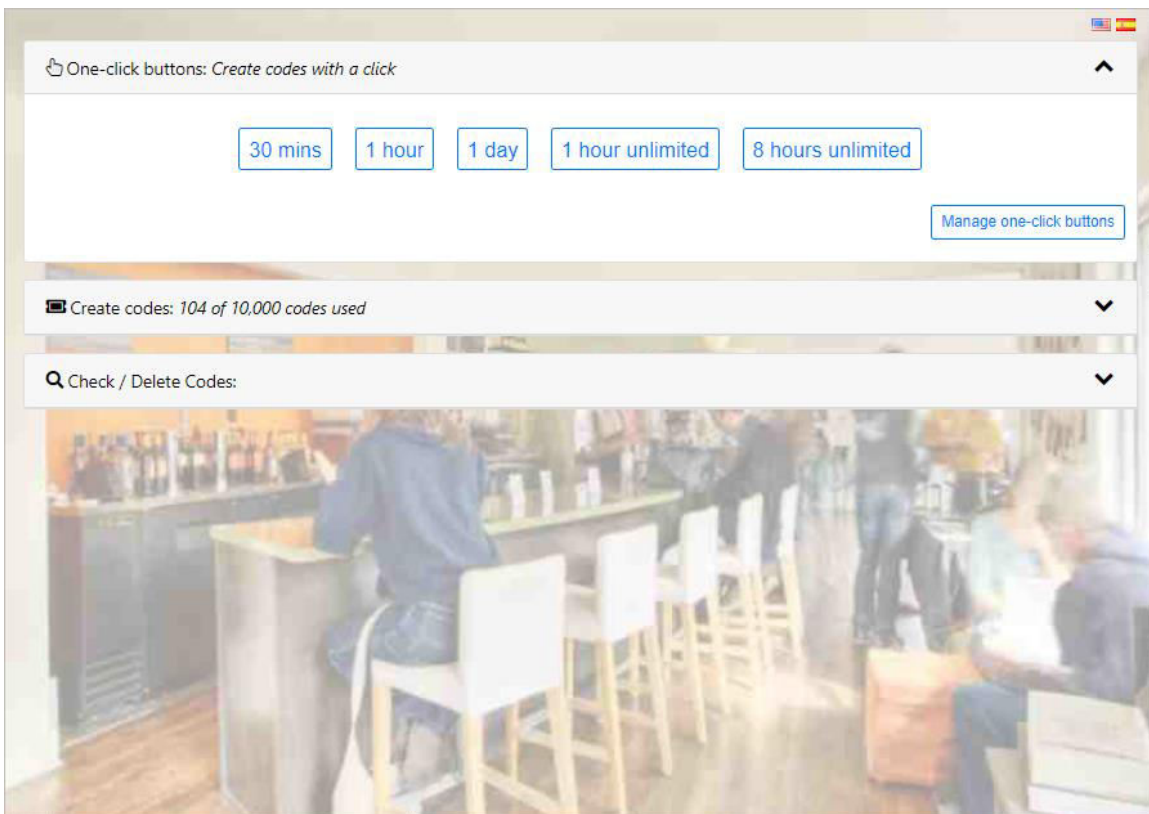 One-click buttons: Create codes with a click
30 mins 1 hour 1 day 1 hour unlimited 8 hours unlimited
Manage one-click buttons
Create codes: 104 of 10,000 codes used
Check / Delete Codes: